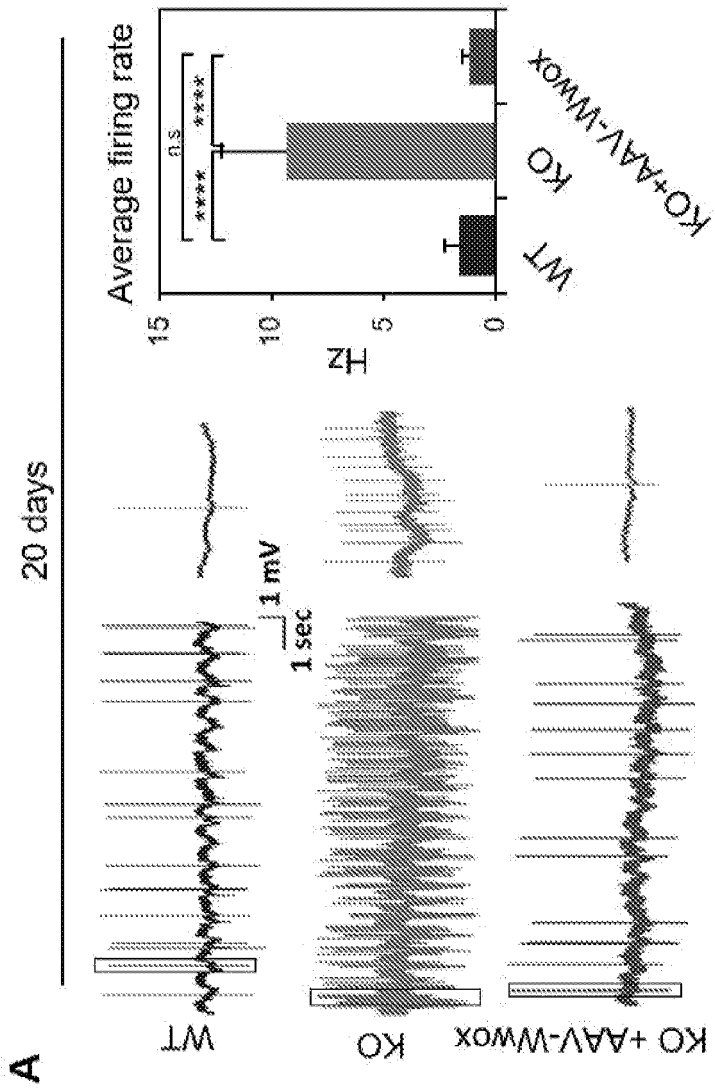 A
20 days
WT
KO
KO + AAV-Wwox
1 mV
1 sec
Average firing rate
n.s
**** ****
15
10
5
0
Hz
WT
KO
KO+AAV-Wwox